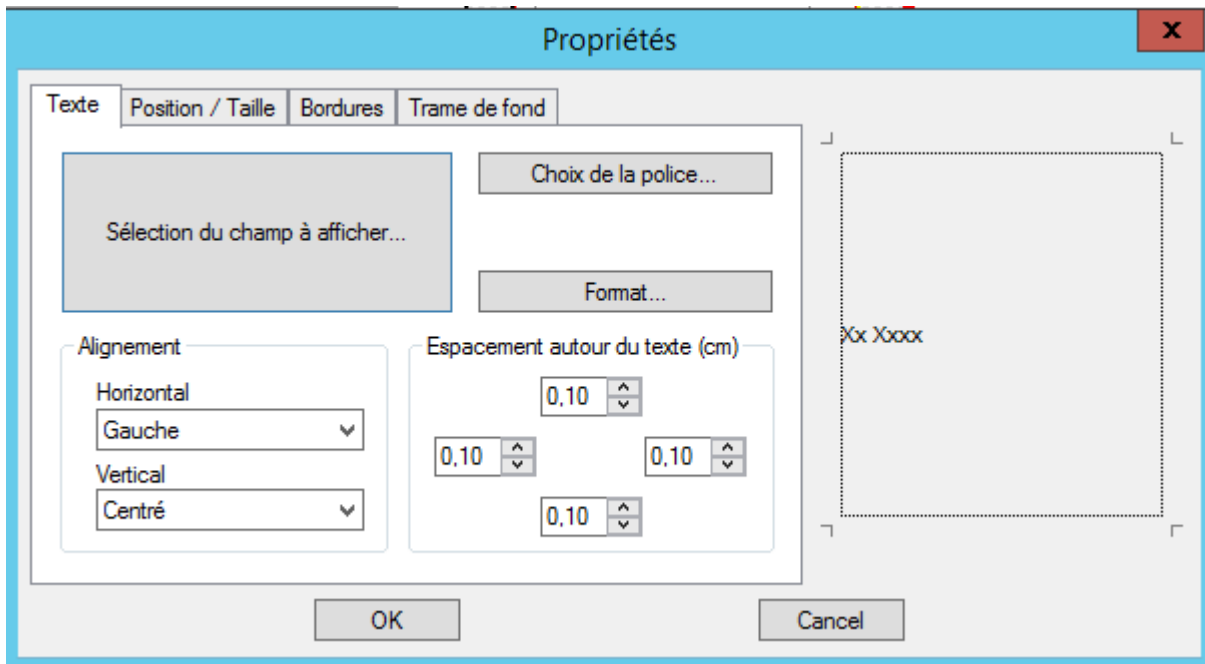 Propriétés
x
Texte
Position / Taille
Bordures
Trame de fond
Sélection du champ à afficher...
Choix de la police...
Format...
Alignement
Horizontal
Gauche
Vertical
Centré
Espacement autour du texte (cm)
0,10
0,10
0,10
0,10
Xx Xxxx
OK
Cancel